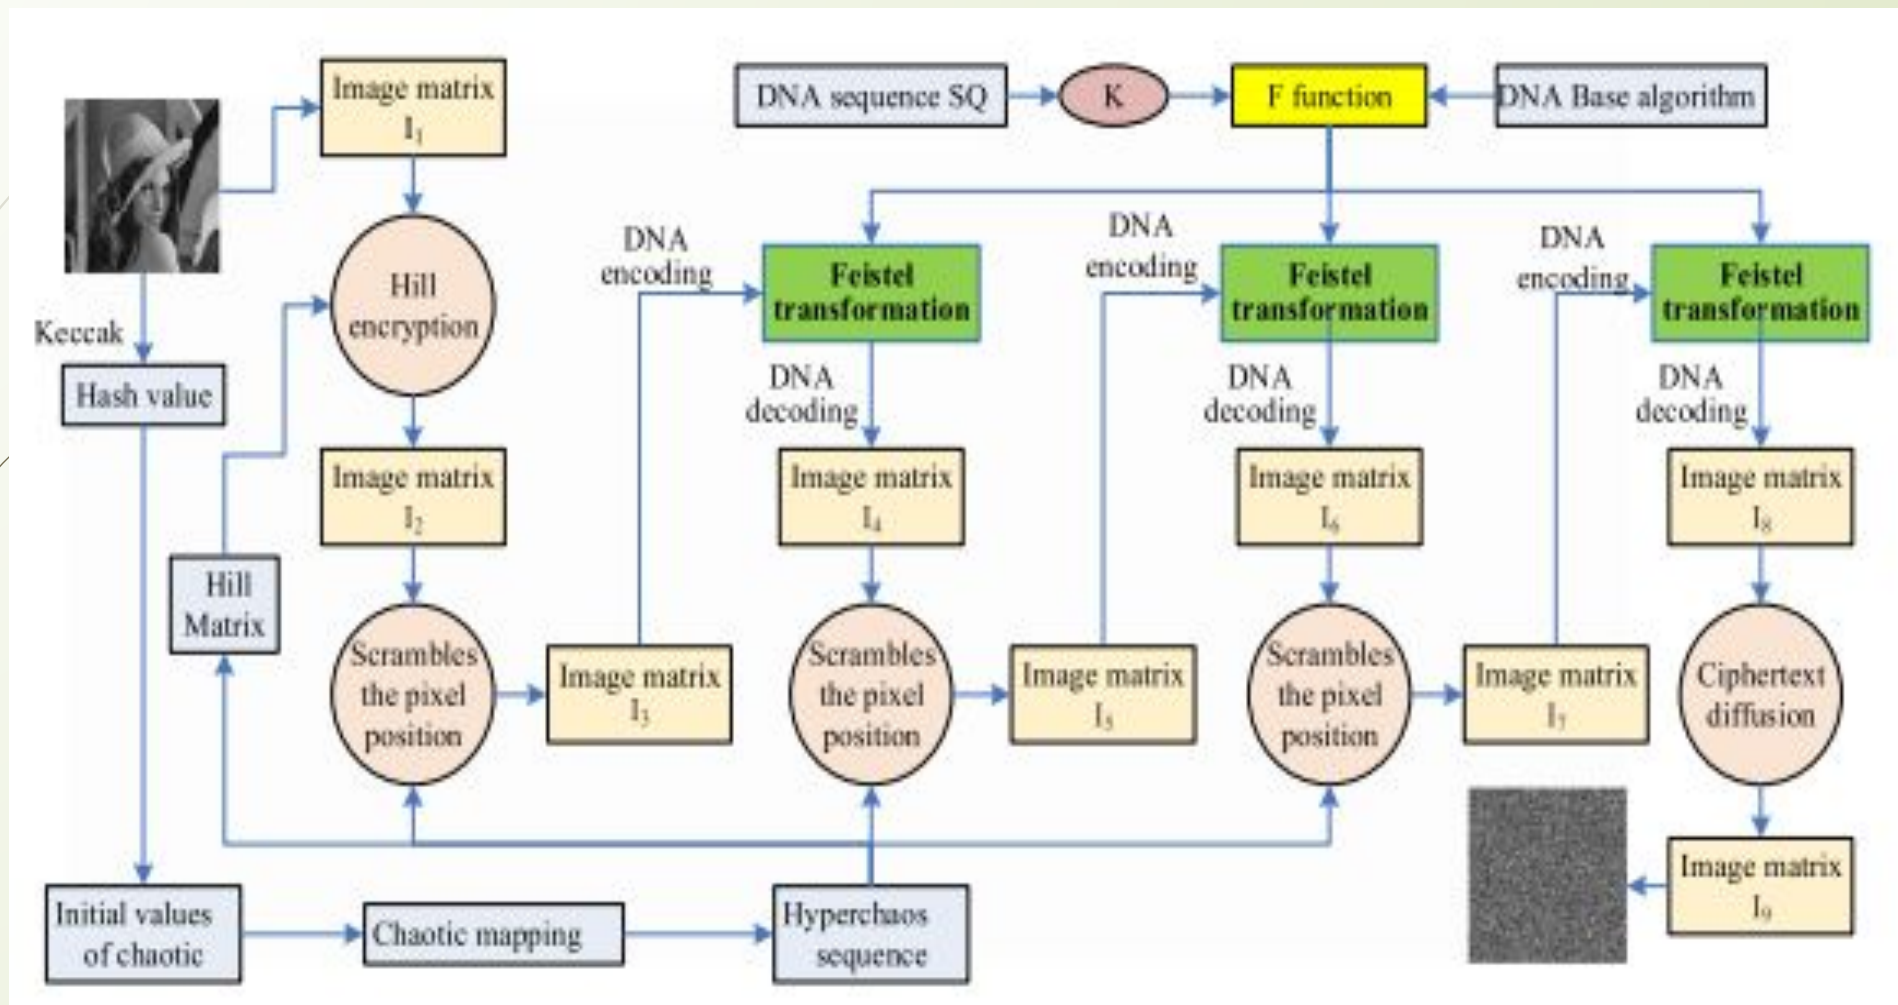 Image matrix
I₁
DNA sequence SQ
K
F function
DNA Base algorithm
Keccak
Hash value
Hill
encryption
DNA
encoding
Feistel
transformation
DNA
encoding
Feistel
transformation
DNA
encoding
Feistel
transformation
DNA
decoding
DNA
decoding
DNA
decoding
Image matrix
I₂
Image matrix
I₄
Image matrix
I₆
Image matrix
I₈
Hill
Matrix
Scrambles
the pixel
position
Image matrix
I₃
Scrambles
the pixel
position
Image matrix
I₅
Scrambles
the pixel
position
Image matrix
I₇
Ciphertext
diffusion
Initial values
of chaotic
Chaotic mapping
Hyperchaos
sequence
Image matrix
I₉